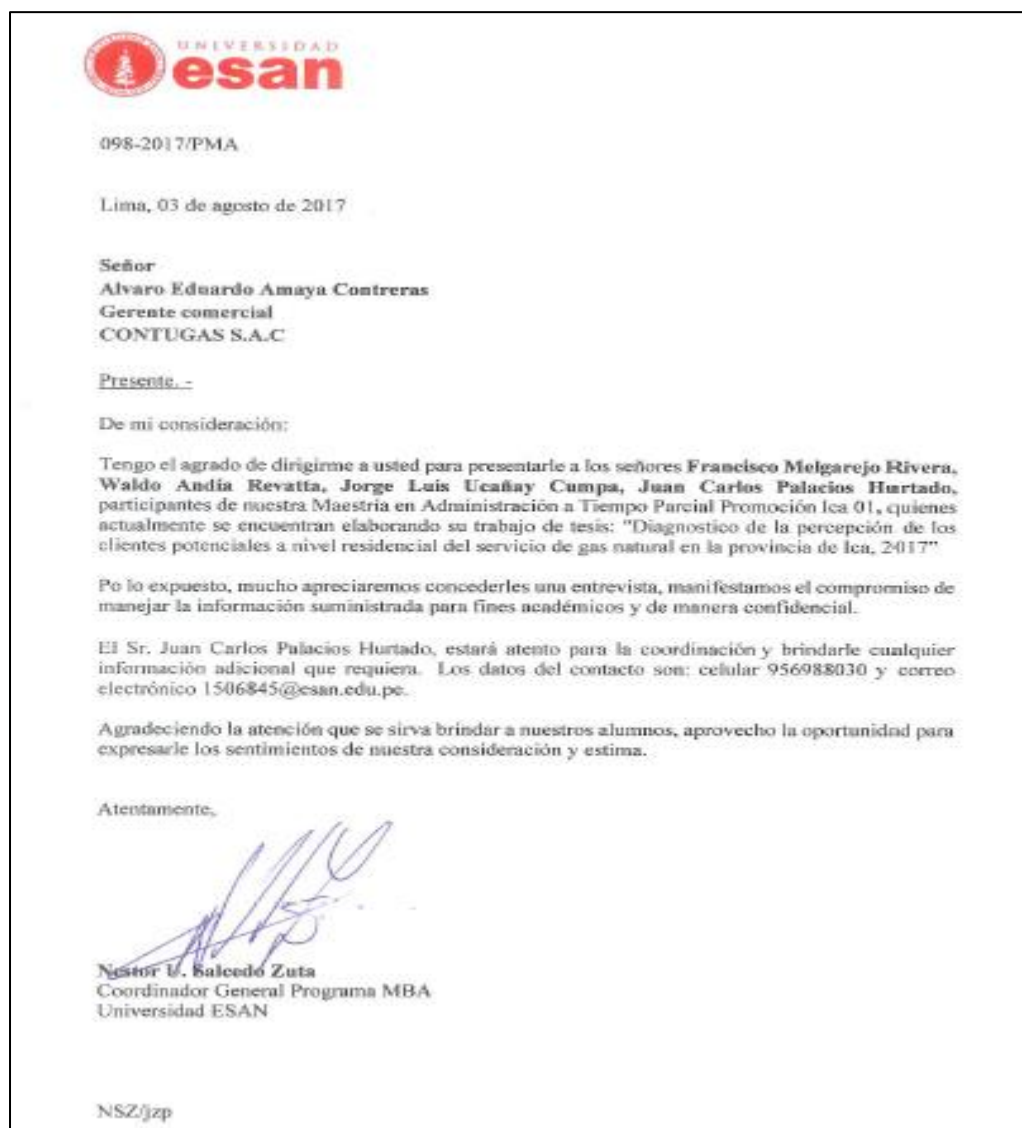 UNIVERSIDAD
esan
098-2017/PMA
Lima, 03 de agosto de 2017
Señor
Alvaro Eduardo Amaya Contreras
Gerente comercial
CONTUGAS S.A.C
Presente. -
De mi consideración:
Tengo el agrado de dirigirme a usted para presentarle a los señores Francisco Melgarejo Rivera,
Waldo Andía Revatta, Jorge Luis Ucañay Cumpa, Juan Carlos Palacios Hurtado,
participantes de nuestra Maestría en Administración a Tiempo Parcial Promoción Ica 01, quienes
actualmente se encuentran elaborando su trabajo de tesis: "Diagnostico de la percepción de los
clientes potenciales a nivel residencial del servicio de gas natural en la provincia de Ica, 2017"
Po lo expuesto, mucho apreciaremos concederles una entrevista, manifestamos el compromiso de
manejar la información suministrada para fines académicos y de manera confidencial.
El Sr. Juan Carlos Palacios Hurtado, estará atento para la coordinación y brindarle cualquier
información adicional que requiera. Los datos del contacto son: celular 956988030 y correo
electrónico 1506845@esan.edu.pe.
Agradeciendo la atención que se sirva brindar a nuestros alumnos, aprovecho la oportunidad para
expresarle los sentimientos de nuestra consideración y estima.
Atentamente,
Nestor U. Salcedo Zuta
Coordinador General Programa MBA
Universidad ESAN
NSZ/jzp